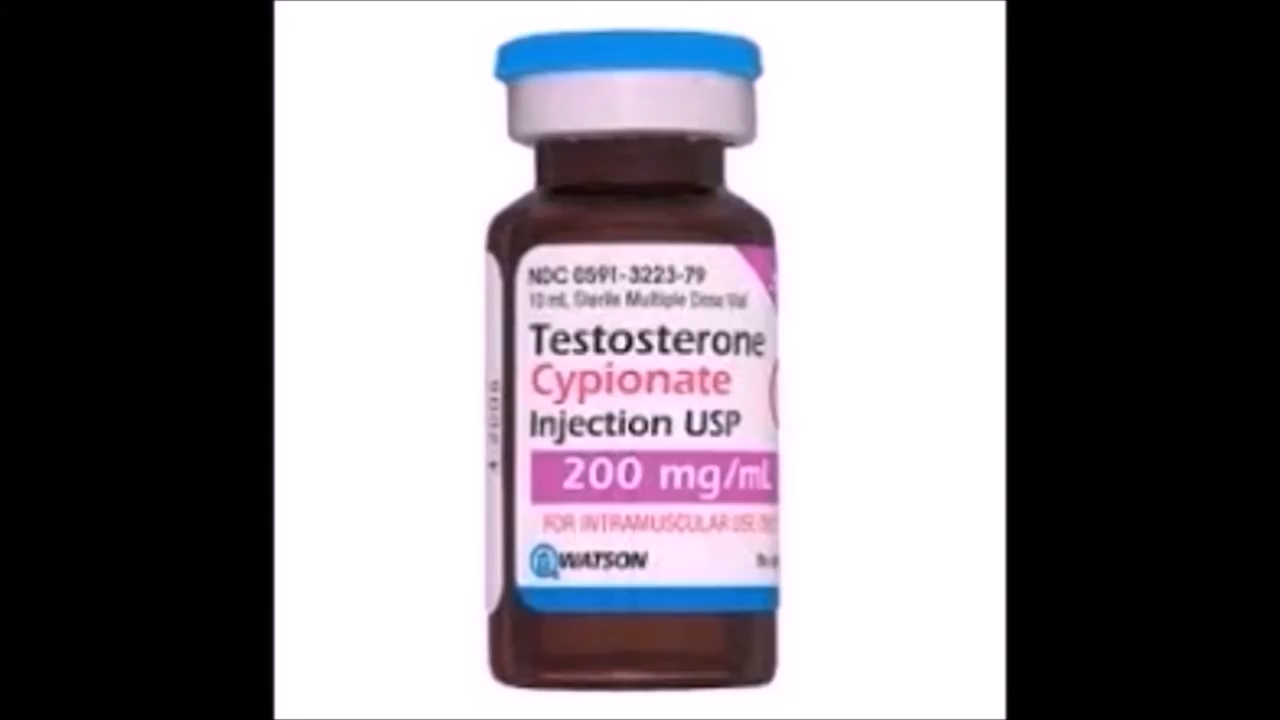 NDC 0591-3223-79
10 mL Sterile Multiple Dose Vial
Testosterone
Cypionate
Injection USP
200 mg/mL
FOR INTRAMUSCULAR USE
WATSON